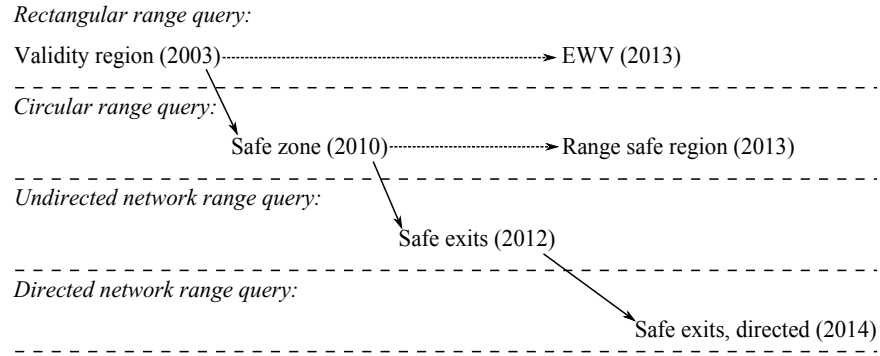 Rectangular range query:
Validity region (2003) EWV (2013)
Circular range query:
Safe zone (2010) Range safe region (2013)
Undirected network range query:
Safe exits (2012)
Directed network range query:
Safe exits, directed (2014)